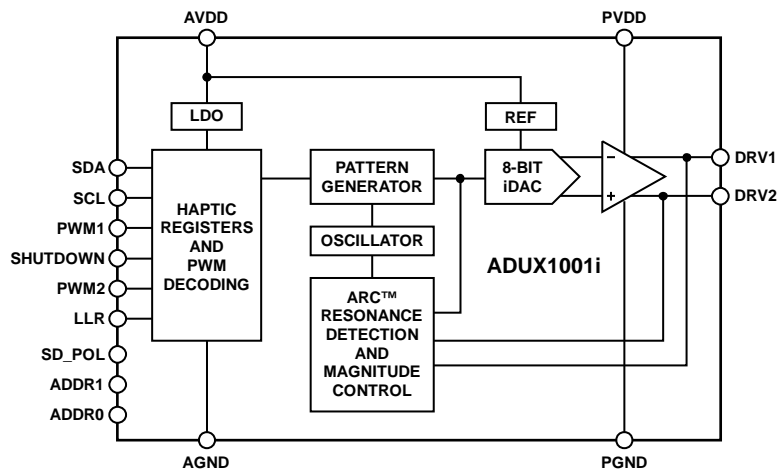 AVDD
PVDD
LDO
REF
SDA
SCL
PWM1
SHUTDOWN
PWM2
LLR
SD_POL
ADDR1
ADDR0
HAPTIC
REGISTERS
AND
PWM
DECODING
PATTERN
GENERATOR
OSCILLATOR
ARC™
RESONANCE
DETECTION
AND
MAGNITUDE
CONTROL
8-BIT
iDAC
–
+
DRV1
DRV2
ADUX1001i
AGND
PGND